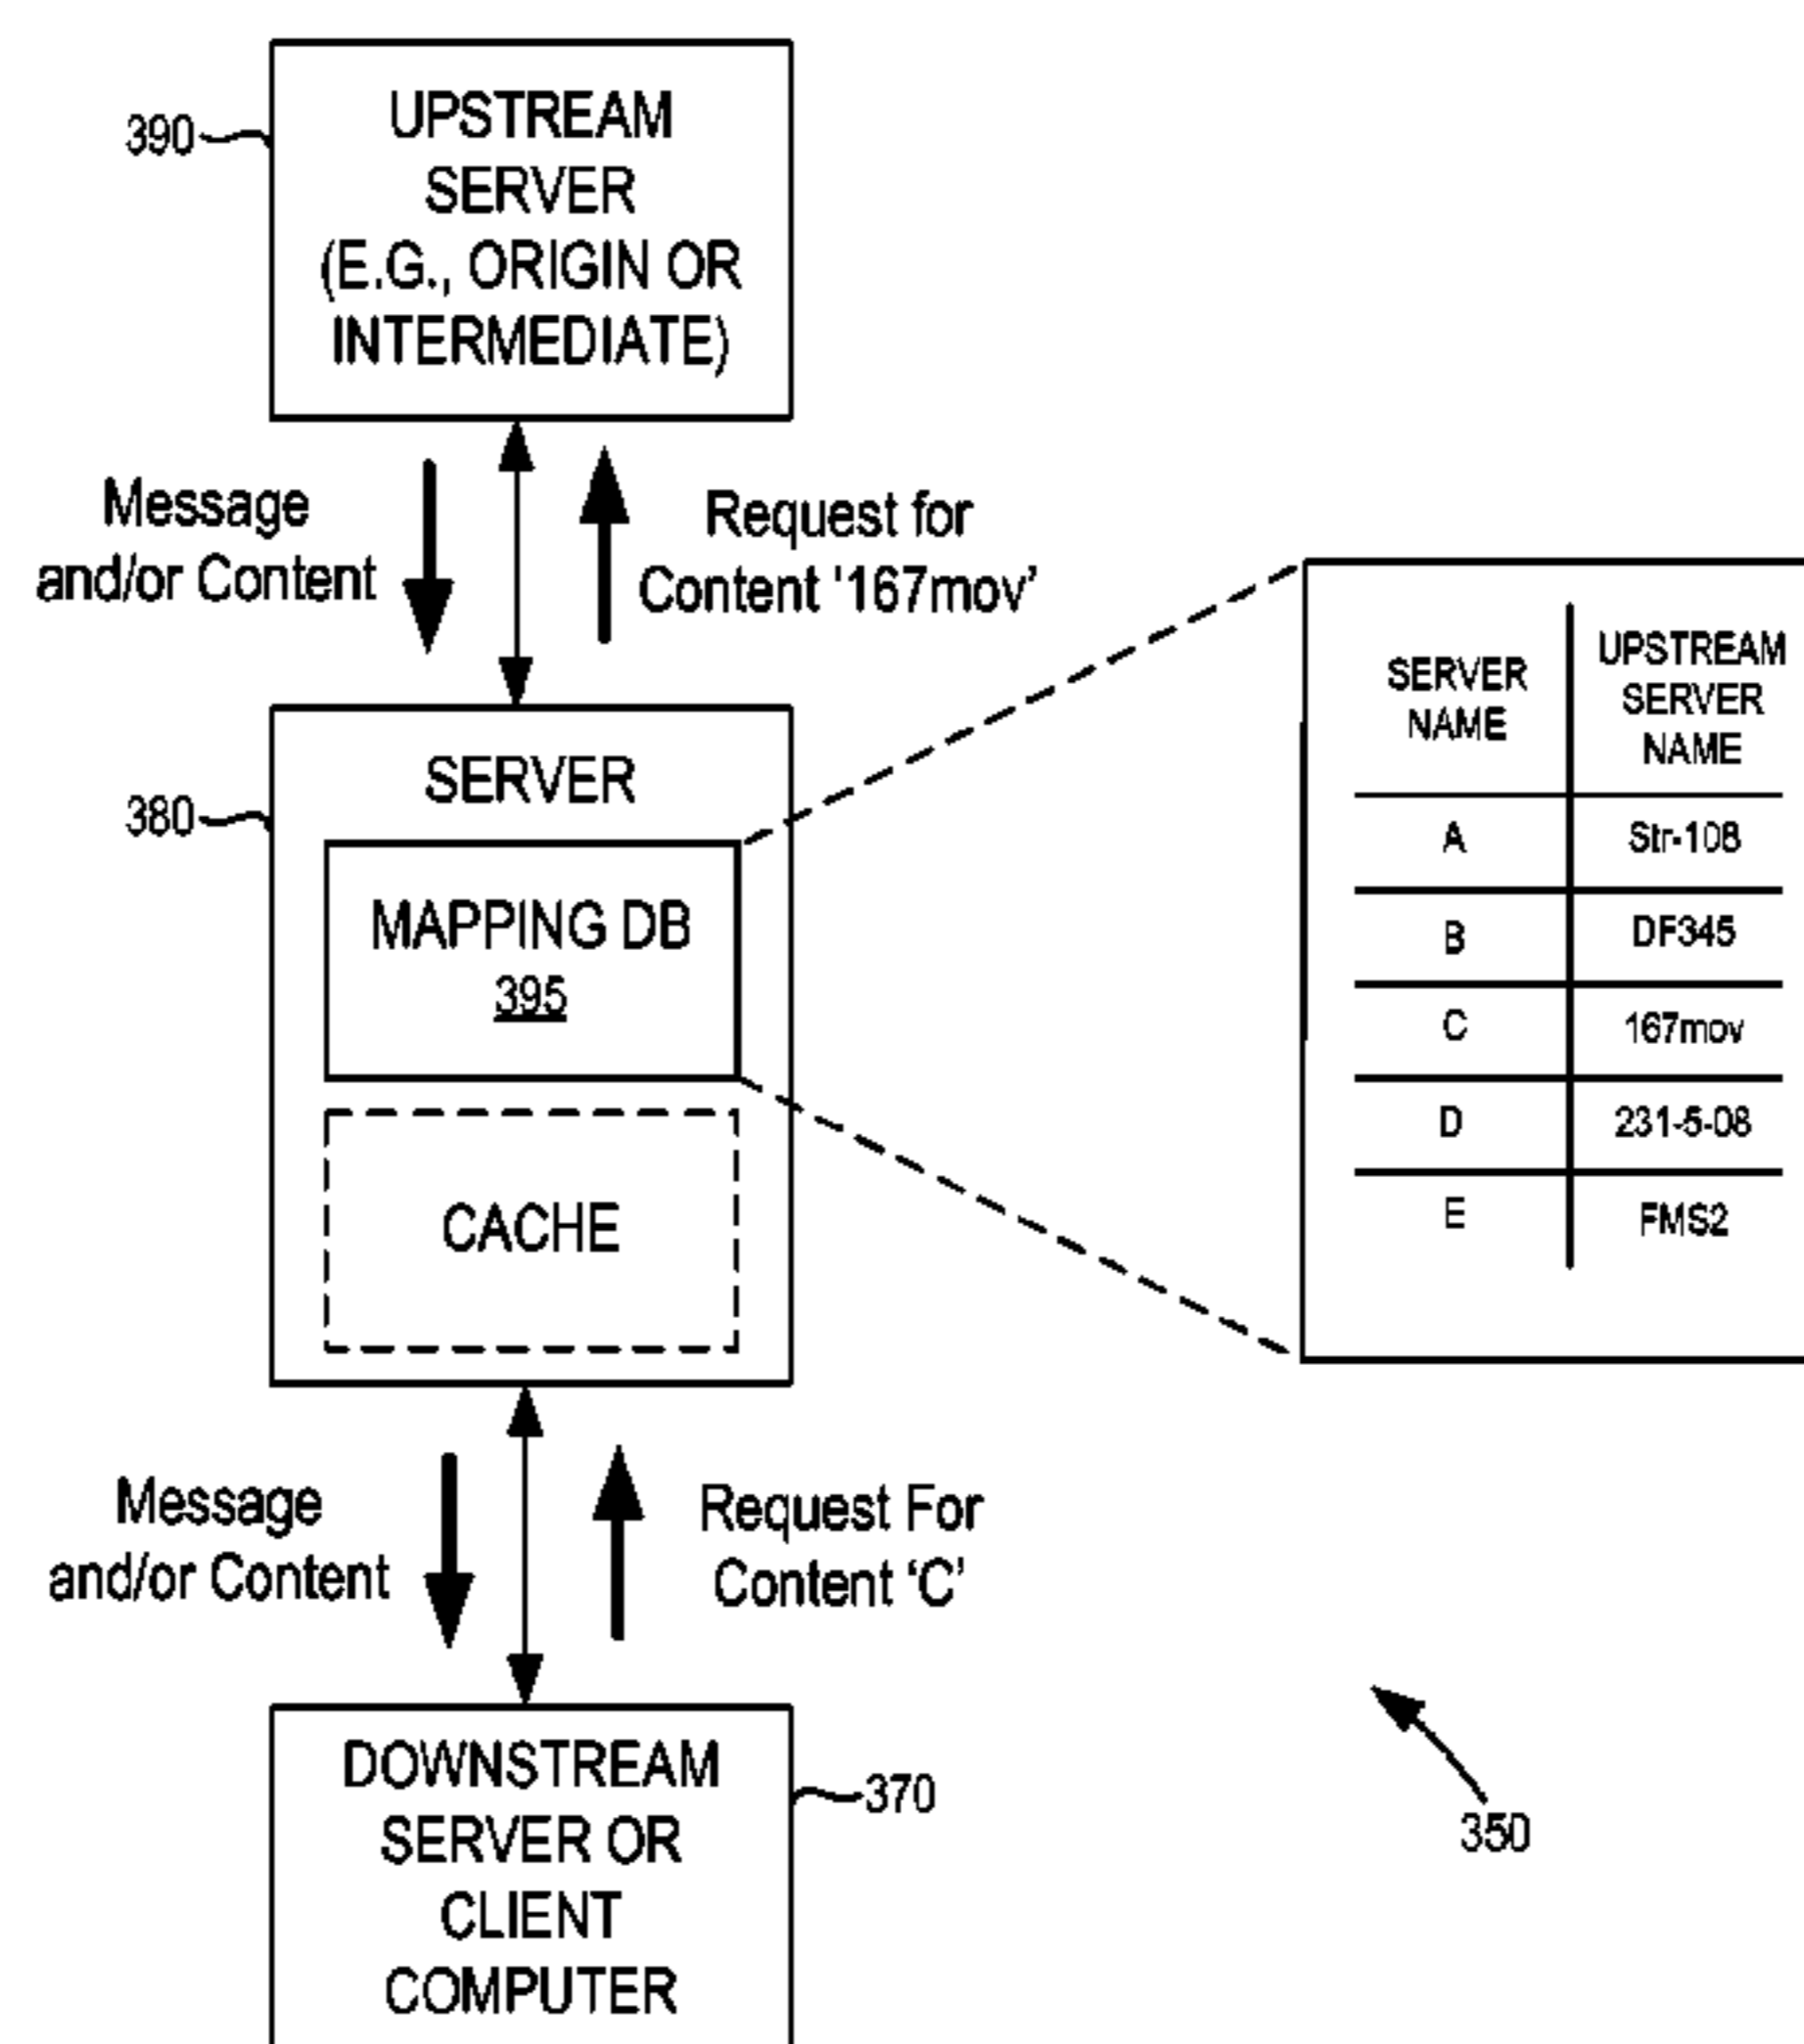 390
UPSTREAM
SERVER
(E.G., ORIGIN OR
INTERMEDIATE)
Message
and/or Content
Request for
Content ‘167mov’
380
SERVER
MAPPING DB
395
CACHE
SERVER
NAME
UPSTREAM
SERVER
NAME
A Str-108
B DF345
C 167mov
D 231-5-08
E FMS2
Message
and/or Content
Request For
Content ‘C’
DOWNSTREAM
SERVER OR
CLIENT
COMPUTER
370
350